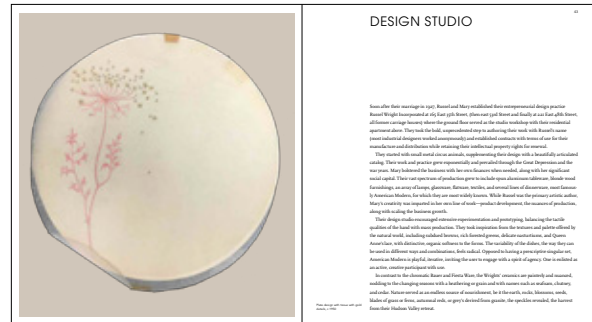 DESIGN STUDIO
Soon after their marriage in 1927, Russel and Mary established their entrepreneurial design practice
Russel Wright Incorporated at 165 East 35th Street, then east 53rd Street and finally at 221 East 48th Street,
all former carriage houses; where the ground floor served as the studio workshop with their residential
apartment above. They took the bold, unprecedented step to authoring their work with Russel's name
(most industrial designers worked anonymously) and established contracts with terms of use for their
manufacture and distribution while retaining their intellectual property rights for renewal.
They started with small metal circus animals, supplementing their design with a beautifully articulated
catalog. Their work and practice grew exponentially and prevailed through the Great Depression and the
war years. Mary bolstered the business with her own finances when needed, along with her significant
social capital. Their vast spectrum of production grew to include spun aluminum tableware, blonde wood
furnishings, an array of lamps, glassware, flatware, textiles, and several lines of dinnerware, most famous-
ly American Modern, for which they are most widely known. While Russel was the primary artistic author,
Mary's creativity was imparted in her own line of work—product development, the nuances of production,
along with scaling the business growth.
Their design studio encouraged extensive experimentation and prototyping, balancing the tactile
qualities of the hand with mass production. They took inspiration from the textures and palette offered by
the natural world, including subdued browns, rich forested greens, delicate nasturtiums, and Queen
Anne's lace, with distinctive, organic softness to the forms. The variability of the dishes, the way they can
be used in different ways and combinations, feels radical. Opposed to having a prescriptive singular set,
American Modern is playful, iterative, inviting the user to engage with a spirit of agency. One is enlisted as
an active, creative participant with use.
In contrast to the chromatic Bauer and Fiesta Ware, the Wrights' ceramics are painterly and nuanced,
nodding to the changing seasons with a heathering or grain and with names such as seafoam, chutney,
and cedar. Nature served as an endless source of nourishment, be it the earth, rocks, blossoms, seeds,
blades of grass or ferns, autumnal reds, or grey's derived from granite, the speckles revealed, the harvest
from their Hudson Valley retreat.